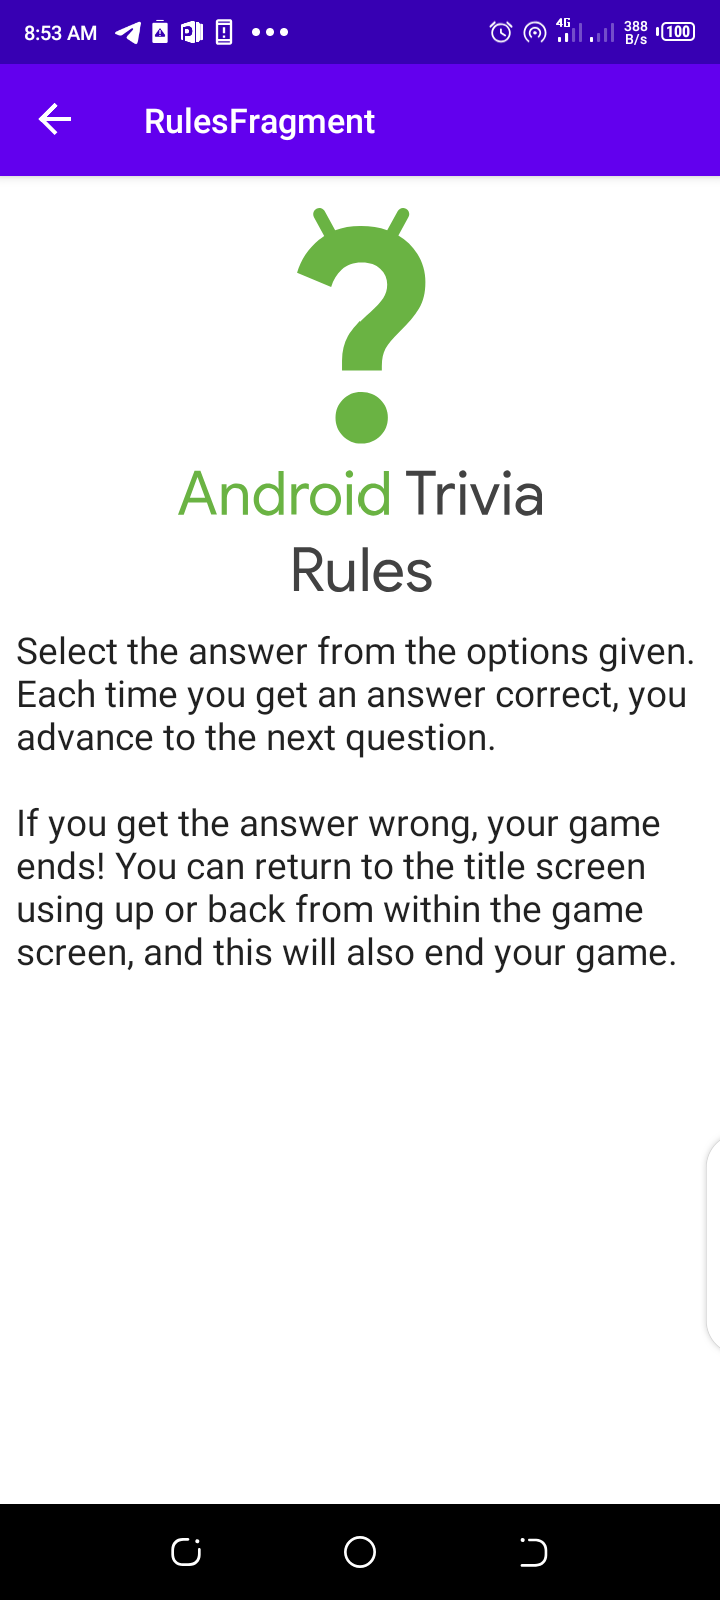 8:53 AM 4G 388 B/s 100
RulesFragment
Android Trivia
Rules
Select the answer from the options given.
Each time you get an answer correct, you
advance to the next question.
If you get the answer wrong, your game
ends! You can return to the title screen
using up or back from within the game
screen, and this will also end your game.